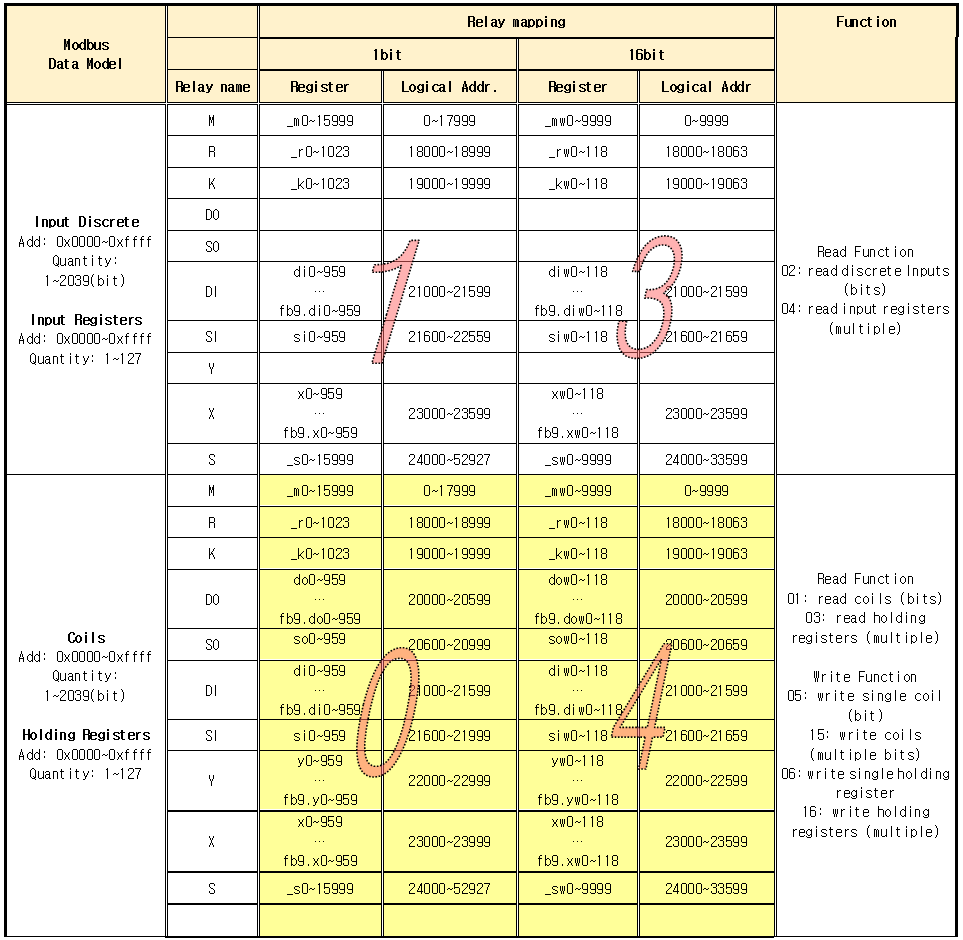 Modbus
Data Model
Relay mapping
Function
1bit
16bit
Relay name
Register
Logical Addr.
Register
Logical Addr
Input Discrete
Add: 0x0000~0xffff
Quantity:
1~2039(bit)
Input Registers
Add: 0x0000~0xffff
Quantity: 1~127
M
_m0~15999
0~17999
_mw0~9999
0~9999
R
_r0~1023
18000~18999
_rw0~118
18000~18063
K
_k0~1023
19000~19999
_kw0~118
19000~19063
DO
SO
DI
di0~959
...
fb9.di0~959
21000~21599
diw0~118
...
fb9.diw0~118
21000~21599
SI
si0~959
21600~22559
siw0~118
21600~21659
Y
X
x0~959
...
fb9.x0~959
23000~23599
xw0~118
...
fb9.xw0~118
23000~23599
S
_s0~15999
24000~52927
_sw0~9999
24000~33599
1
3
Read Function
02: read discrete Inputs
(bits)
04: read input registers
(multiple)
Coils
Add: 0x0000~0xffff
Quantity:
1~2039(bit)
Holding Registers
Add: 0x0000~0xffff
Quantity: 1~127
M
_m0~15999
0~17999
_mw0~9999
0~9999
R
_r0~1023
18000~18999
_rw0~118
18000~18063
K
_k0~1023
19000~19999
_kw0~118
19000~19063
DO
do0~959
...
fb9.do0~959
20000~20599
dow0~118
...
fb9.dow0~118
20000~20599
SO
so0~959
20600~20999
sow0~118
20600~20659
DI
di0~959
...
fb9.di0~959
21000~21599
diw0~118
...
fb9.diw0~118
21000~21599
SI
si0~959
21600~21999
siw0~118
21600~21659
Y
y0~959
...
fb9.y0~959
22000~22999
yw0~118
...
fb9.yw0~118
22000~22599
X
x0~959
...
fb9.x0~959
23000~23999
xw0~118
...
fb9.xw0~118
23000~23599
S
_s0~15999
24000~52927
_sw0~9999
24000~33599
0
4
Read Function
01: read coils (bits)
03: read holding
registers (multiple)
Write Function
05: write single coil
(bit)
15: write coils
(multiple bits)
06: write single holding
register
16: write holding
registers (multiple)